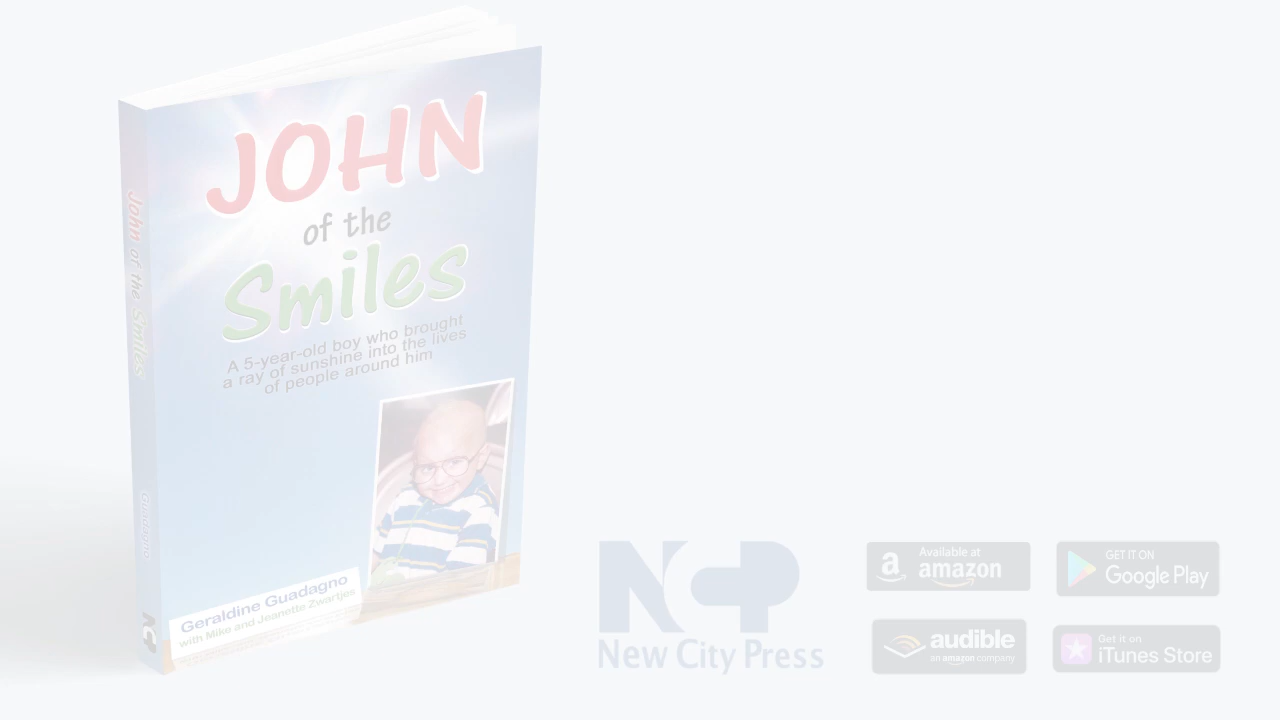 JOHN
of the
Smiles
A 5-year-old boy who brought
a ray of sunshine into the lives
of people around him
Geraldine Guadagno
with Mike and Jeanette Zwartjes
John of the Smiles
Guadagno
NCP
NCP
New City Press
Available at
amazon
GET IT ON
Google Play
audible
an amazon company
Get it on
iTunes Store